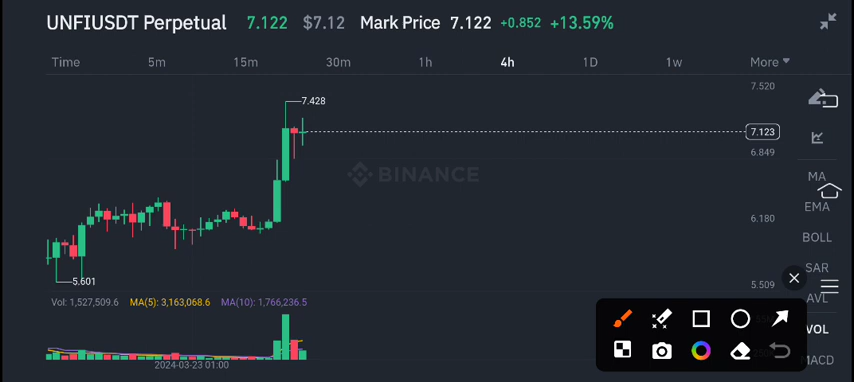 UNFIUSDT Perpetual 7.122 $7.12 Mark Price 7.122 +0.852 +13.59%
Time 5m 15m 30m 1h 4h 1D 1w More
7.520
7.428
7.123
6.849
BINANCE
MA
EMA
6.180
BOLL
SAR
5.601
5.509
AVL
Vol: 1,527,509.6 MA(5): 3,163,068.6 MA(10): 1,766,236.5
VOL
MACD
2024-03-23 01:00